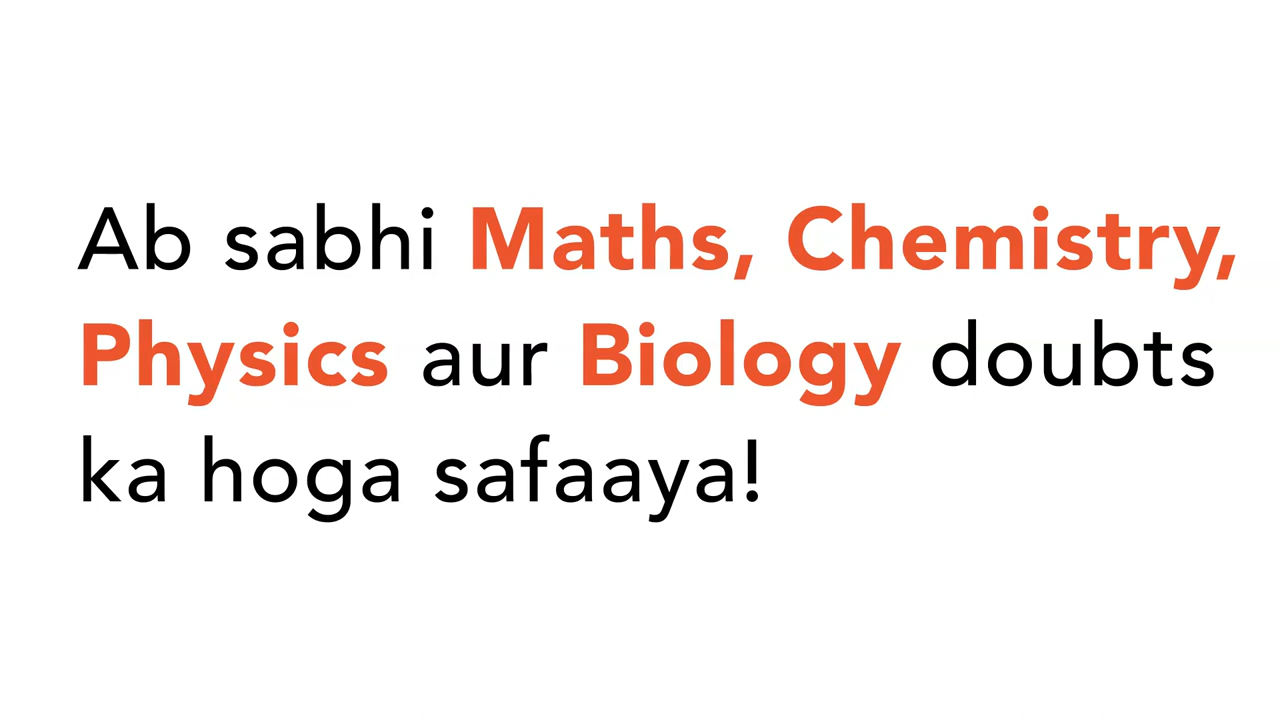 Ab sabhi Maths, Chemistry,
Physics aur Biology doubts
ka hoga safaaya!